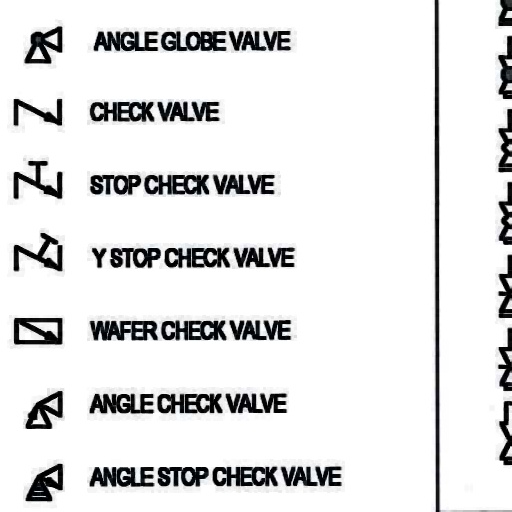 ANGLE GLOBE VALVE
CHECK VALVE
STOP CHECK VALVE
Y STOP CHECK VALVE
WAFER CHECK VALVE
ANGLE CHECK VALVE
ANGLE STOP CHECK VALVE